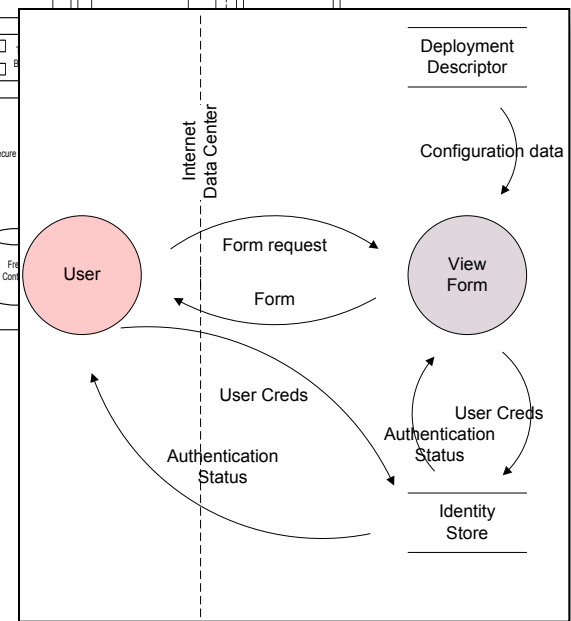 Deployment
Descriptor
Internet
Data Center
Configuration data
User
Form request
View
Form
Form
User Creds
User Creds
Authentication
Status
Authentication
Status
Identity
Store